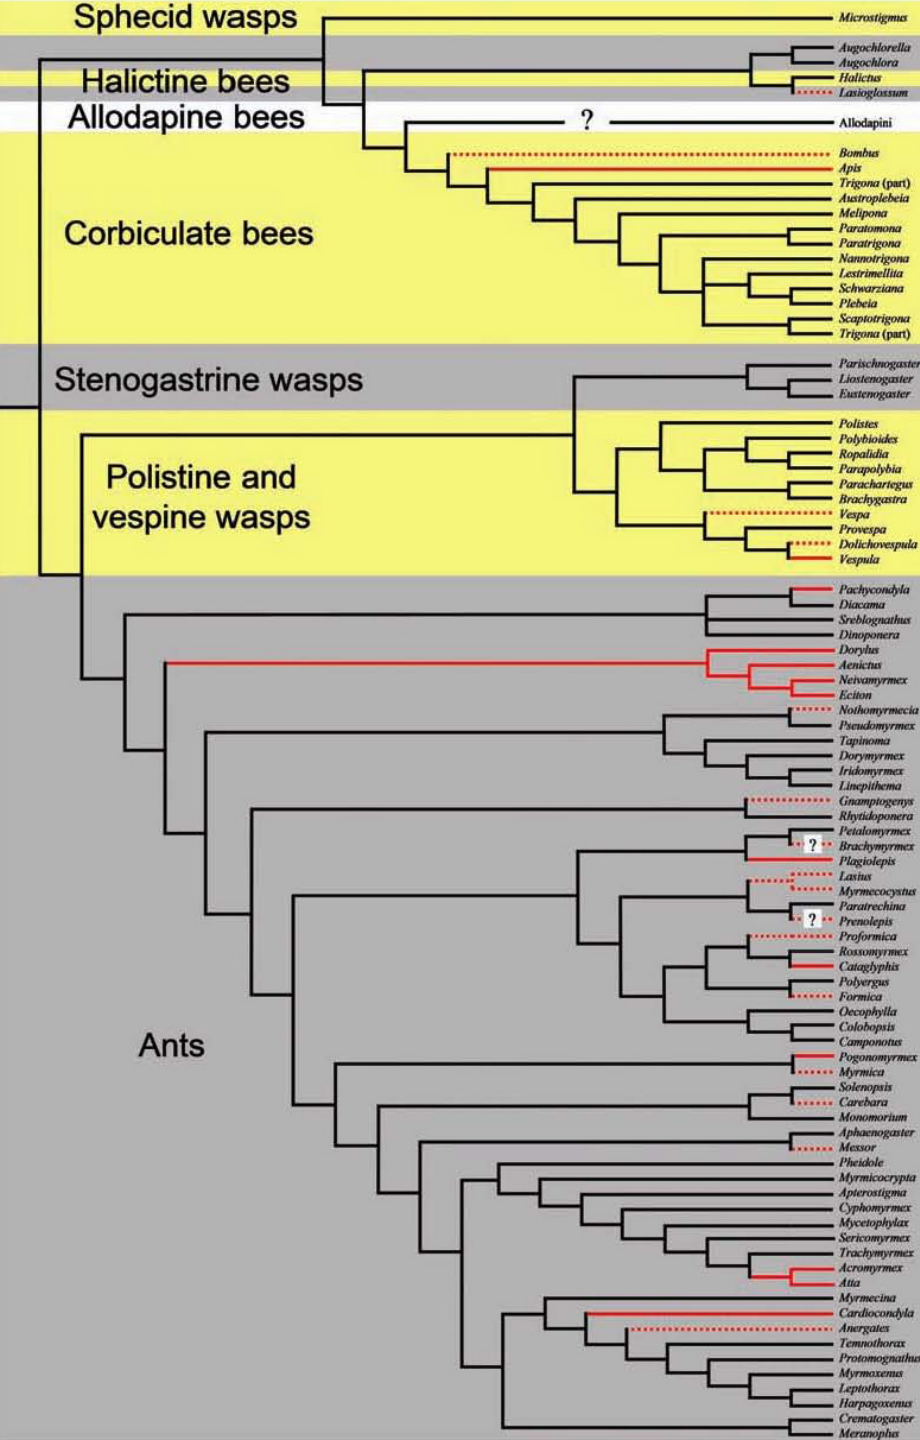 Sphecid wasps
Microstigmus
Augochlorella
Augochlora
Halictine bees
Halictus
Lasioglossum
Allodapine bees
?
Allodapini
Bombus
Apis
Trigona (part)
Austroplebeia
Melipona
Corbiculate bees
Paratomona
Paratrigona
Nannotrigona
Lestrimellita
Schwarziana
Plebeia
Scaptotrigona
Trigona (part)
Stenogastrine wasps
Parischnogaster
Liostenogaster
Eustenogaster
Polistine and
vespine wasps
Polistes
Polybioides
Ropalidia
Parapolybia
Parachartegus
Brachygastra
Vespa
Provespa
Dolichovespula
Vespula
Pachycondyla
Diacama
Sreblognathus
Dinoponera
Dorylus
Aenictus
Neivamyrmex
Eciton
Nothomyrmecia
Pseudomyrmex
Tapinoma
Dorymyrmex
Iridomyrmex
Linepithema
Gnamptogenys
Rhytidoponera
Petalomyrmex
? Brachymyrmex
Plagiolepis
Lasius
Myrmecocystus
Paratrechina
? Prenolepis
Proformica
Rossomyrmex
Cataglyphis
Polyergus
Formica
Oecophylla
Colobopsis
Camponotus
Ants
Pogonomyrmex
Myrmica
Solenopsis
Carebara
Monomorium
Aphaenogaster
Messor
Pheidole
Myrmicocrypta
Apterostigma
Cyphomyrmex
Mycetophylax
Sericomyrmex
Trachymyrmex
Acromyrmex
Atta
Myrmecina
Cardiocondyla
Anergates
Temnothorax
Protomognathus
Myrmoxenus
Leptothorax
Harpagoxenus
Crematogaster
Meranoplus